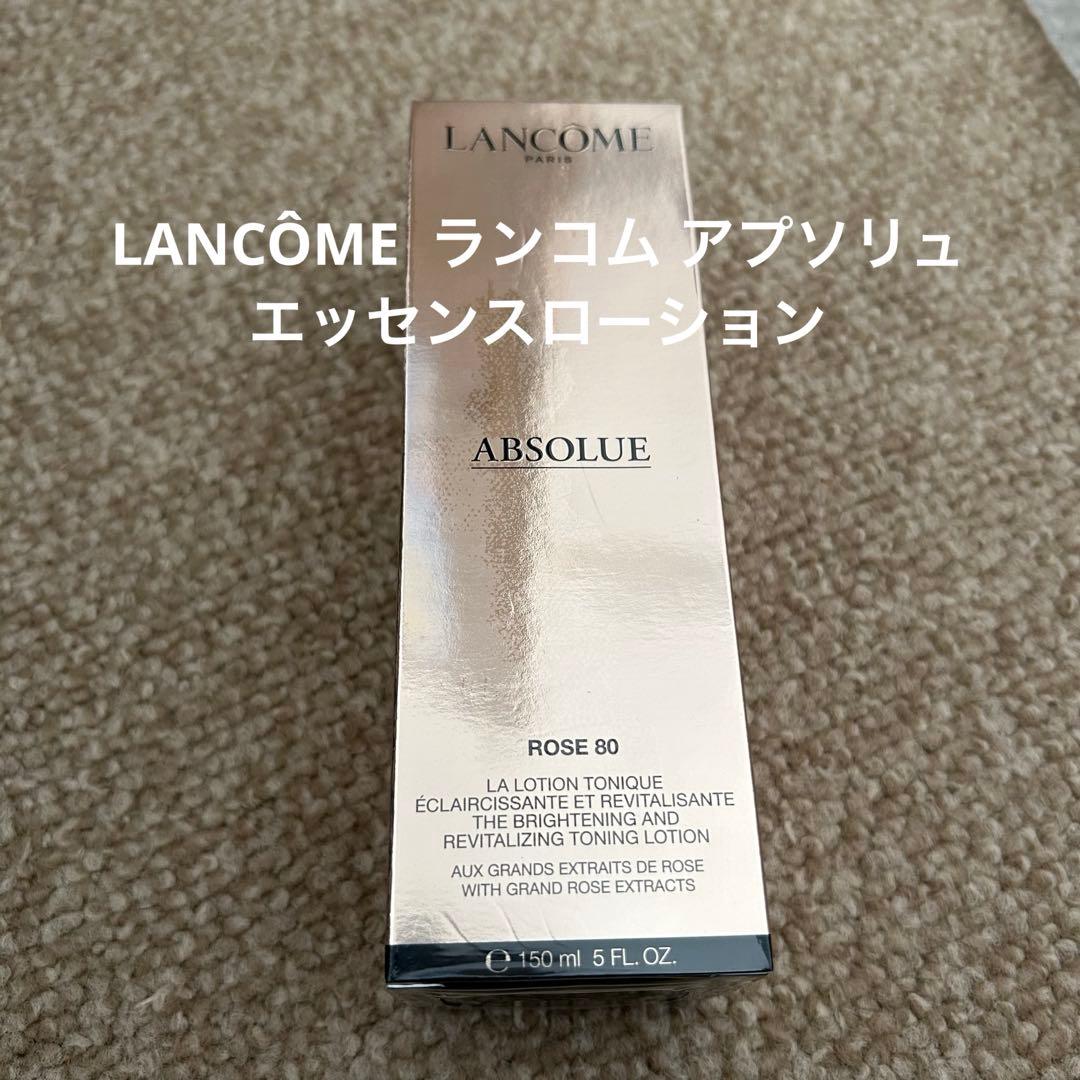 LANCÔME
PARIS
LANCÔME ランコム アプソリュ
エッセンスローション
ABSOLUE
ROSE 80
LA LOTION TONIQUE
ÉCLAIRCISSANTE ET REVITALISANTE
THE BRIGHTENING AND
REVITALIZING TONING LOTION
AUX GRANDS EXTRAITS DE ROSE
WITH GRAND ROSE EXTRACTS
℮ 150 ml 5 FL. OZ.